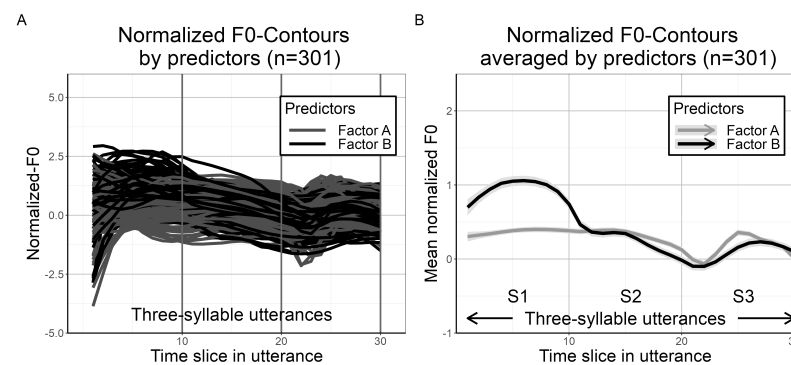 A
Normalized F0-Contours
by predictors (n=301)
Normalized-F0
5.0
2.5
0.0
-2.5
-5.0
Predictors
Factor A
Factor B
Three-syllable utterances
10
20
30
Time slice in utterance
B
Normalized F0-Contours
averaged by predictors (n=301)
Mean normalized F0
2
1
0
-1
Predictors
Factor A
Factor B
S1 S2 S3
Three-syllable utterances
0
10
20
Time slice in utterance